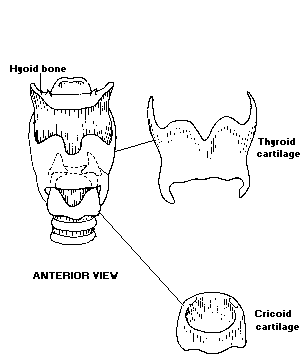 Hyoid bone
Thyroid
cartilage
ANTERIOR VIEW
Cricoid
cartilage